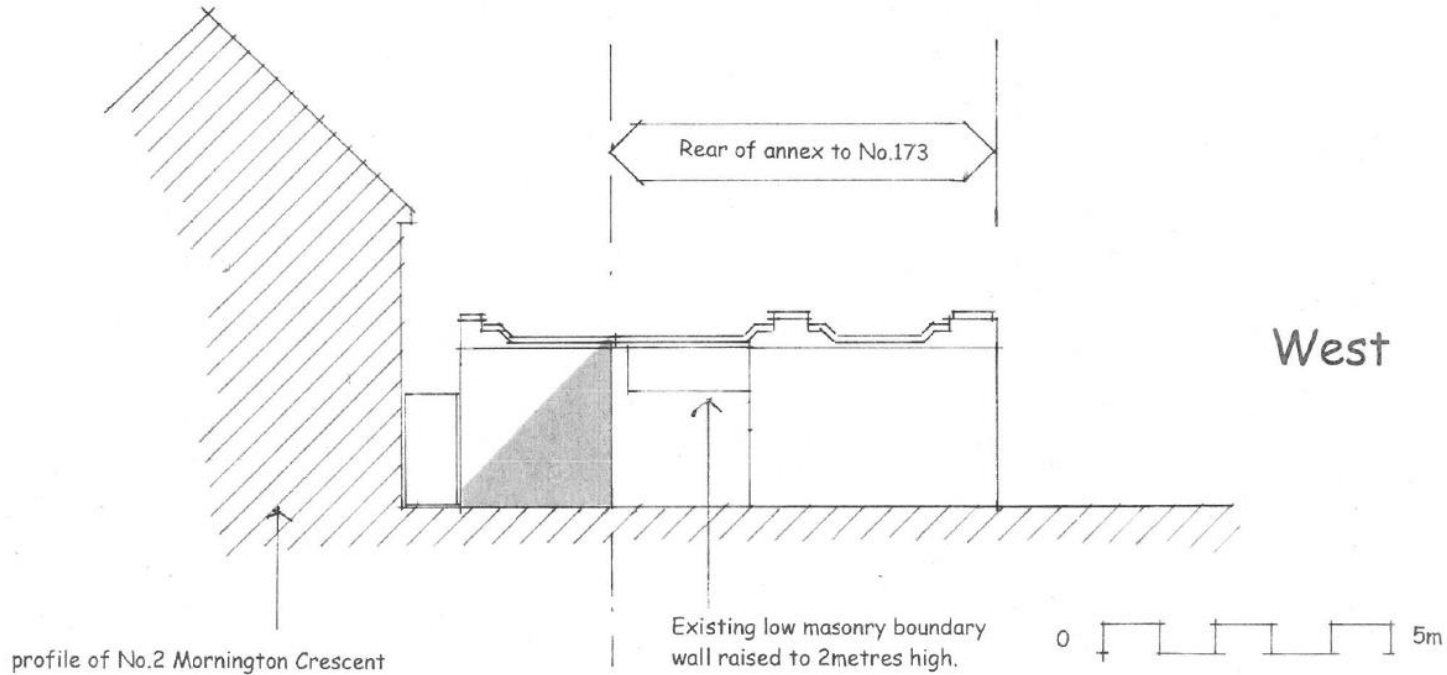 Rear of annex to No.173
West
Existing low masonry boundary
wall raised to 2metres high.
0
5m
profile of No.2 Mornington Crescent